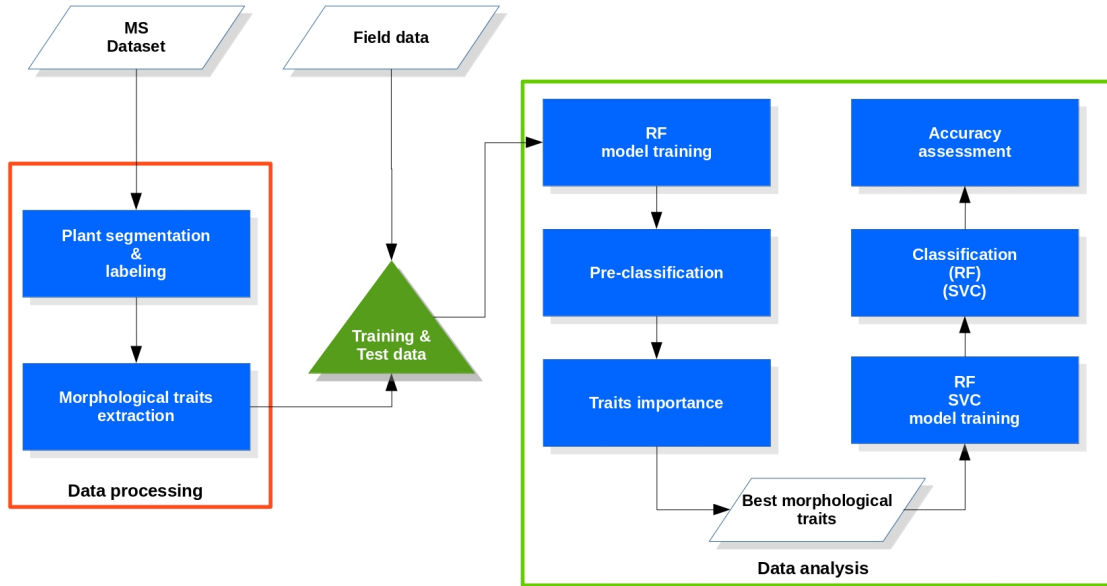 MS
Dataset
Field data
Plant segmentation
&
labeling
Morphological traits
extraction
Data processing
Training &
Test data
RF
model training
Pre-classification
Traits importance
Best morphological
traits
RF
SVC
model training
Classification
(RF)
(SVC)
Accuracy
assessment
Data analysis